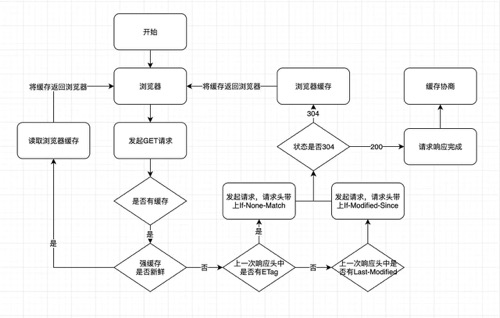 开始
将缓存返回浏览器
浏览器
将缓存返回浏览器
浏览器缓存
缓存协商
304
读取浏览器缓存
发起GET请求
状态是否304
200
请求响应完成
是否有缓存
发起请求，请求头带
上If-None-Match
发起请求，请求头带
上If-Modified-Since
是
是
是
是
强缓存
是否新鲜
否
上一次响应头中
是否有ETag
否
上一次响应头中是
否有Last-Modified